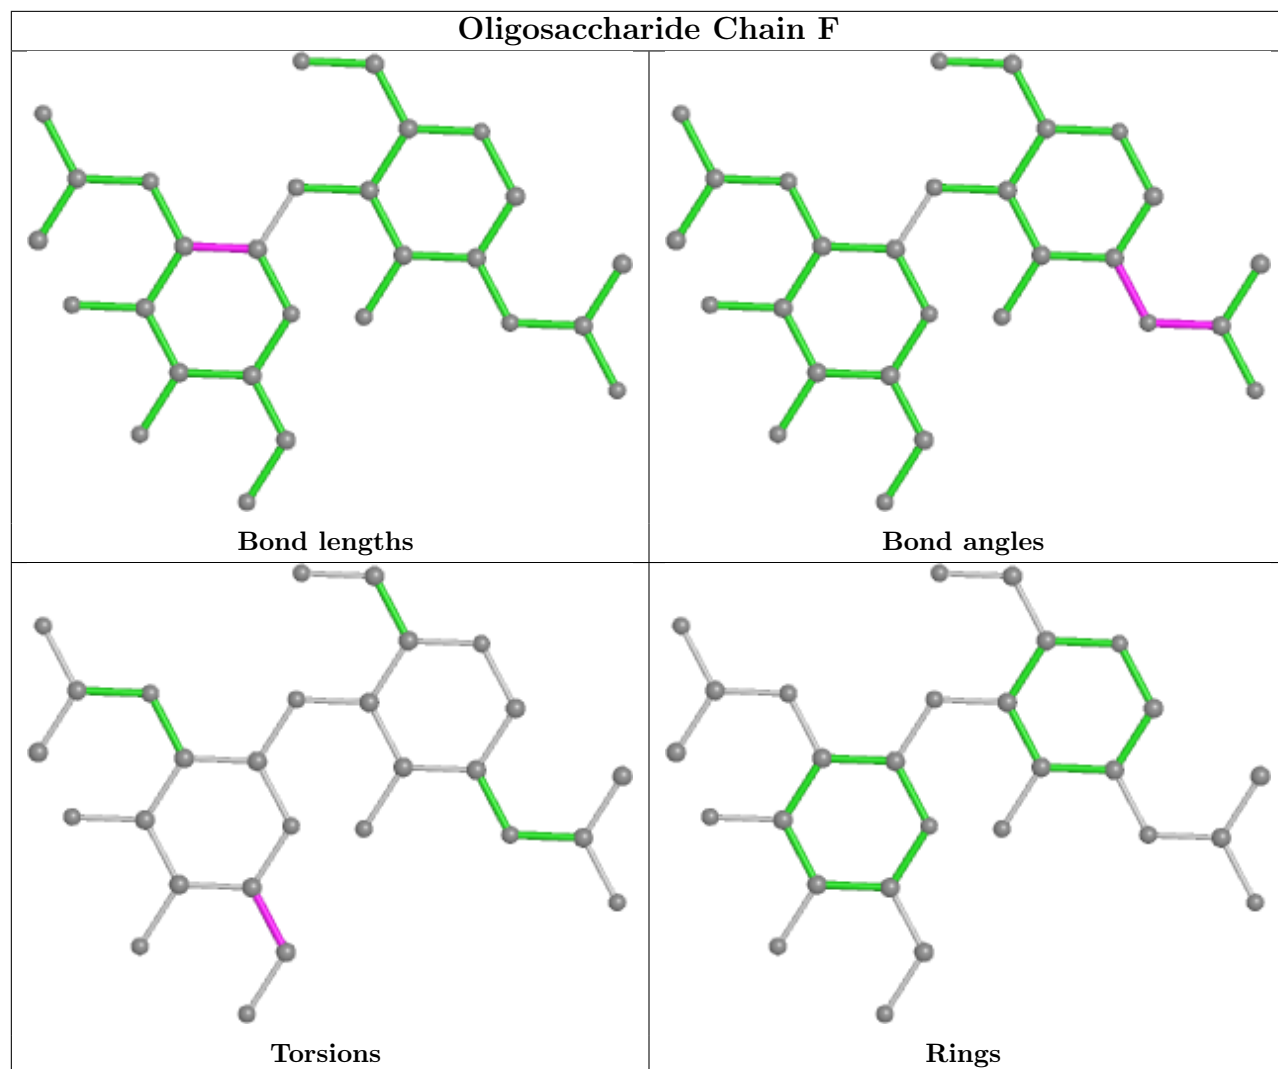 Oligosaccharide Chain F
Bond lengths
Bond angles
Torsions
Rings